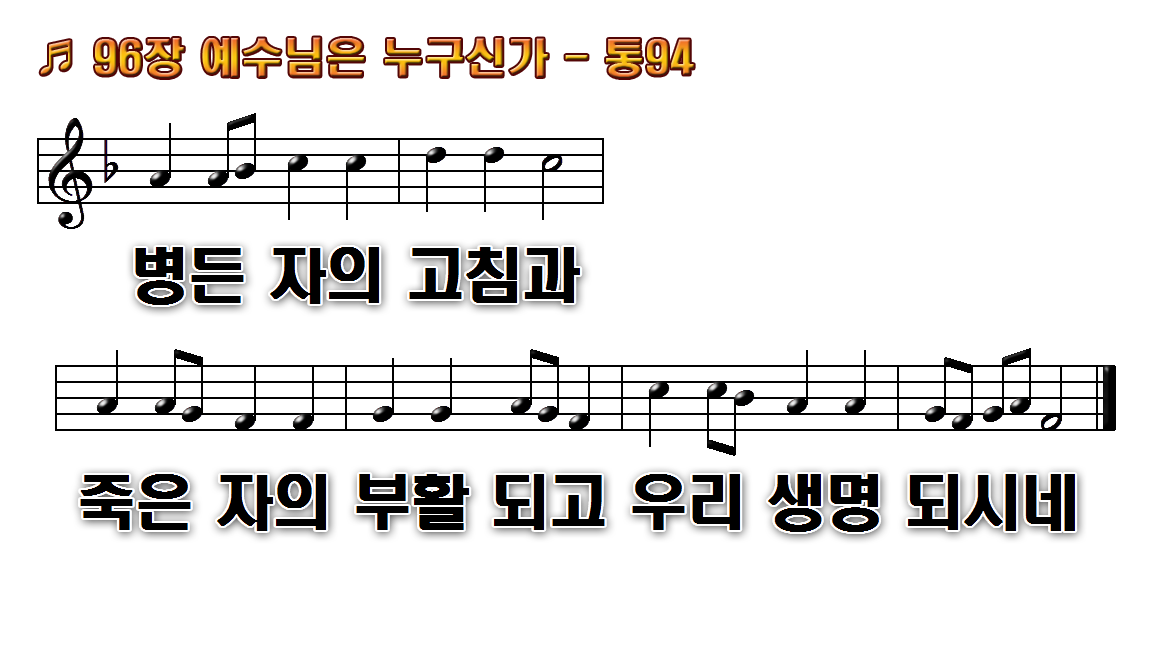 ♬ 96장 예수님은 누구신가 - 통94
병든 자의 고침과
죽은 자의 부활 되고 우리 생명 되시네